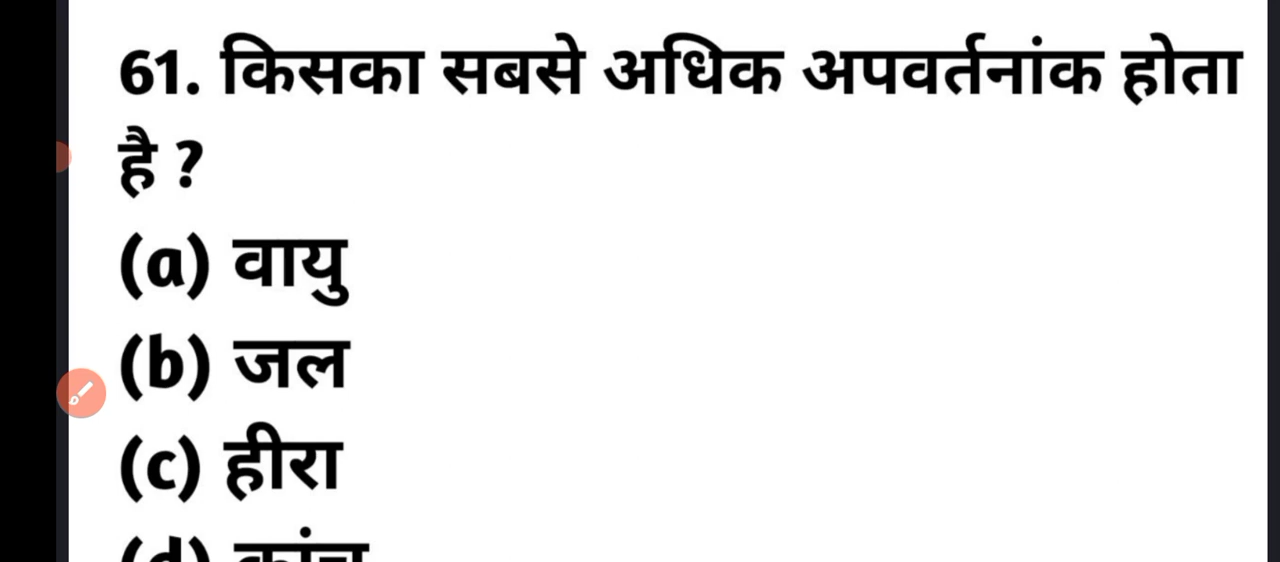 61. किसका सबसे अधिक अपवर्तनांक होता
है ?
(a) वायु
(b) जल
(c) हीरा
(d) कांच